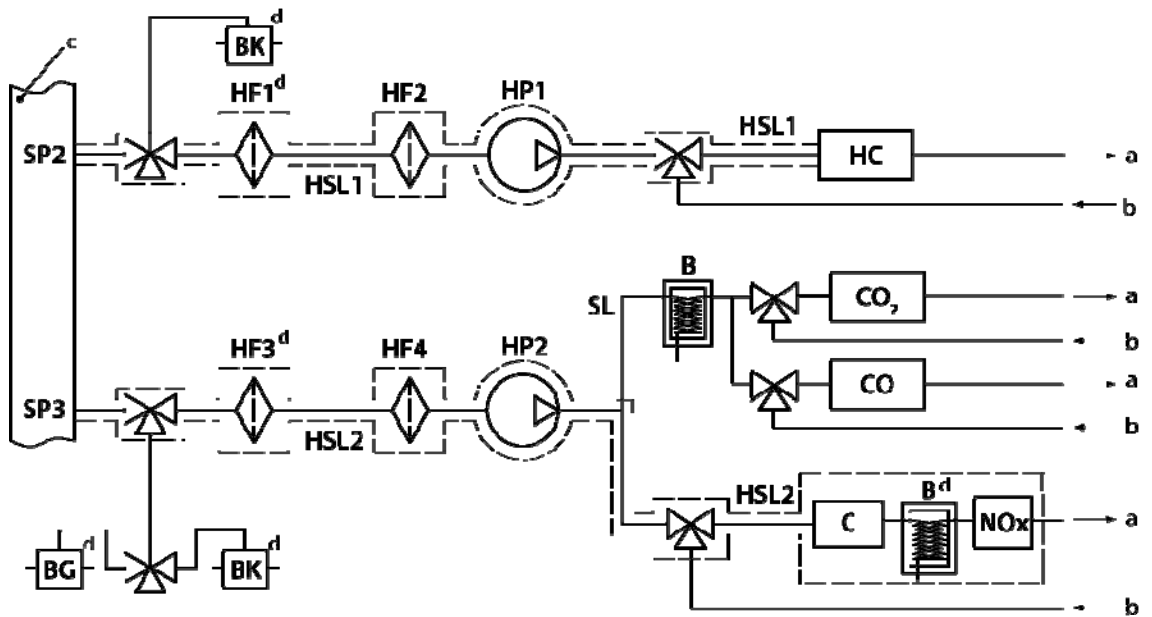 d
BK
c
HF1 d
HF2
HP1
HSL1
SP2
HC
a
HSL1
b
B
SL
CO2
a
b
HF3 d
HF4
HP2
CO
a
SP3
b
HSL2
HSL2
B d
C
NOx
a
BG d
BK d
b